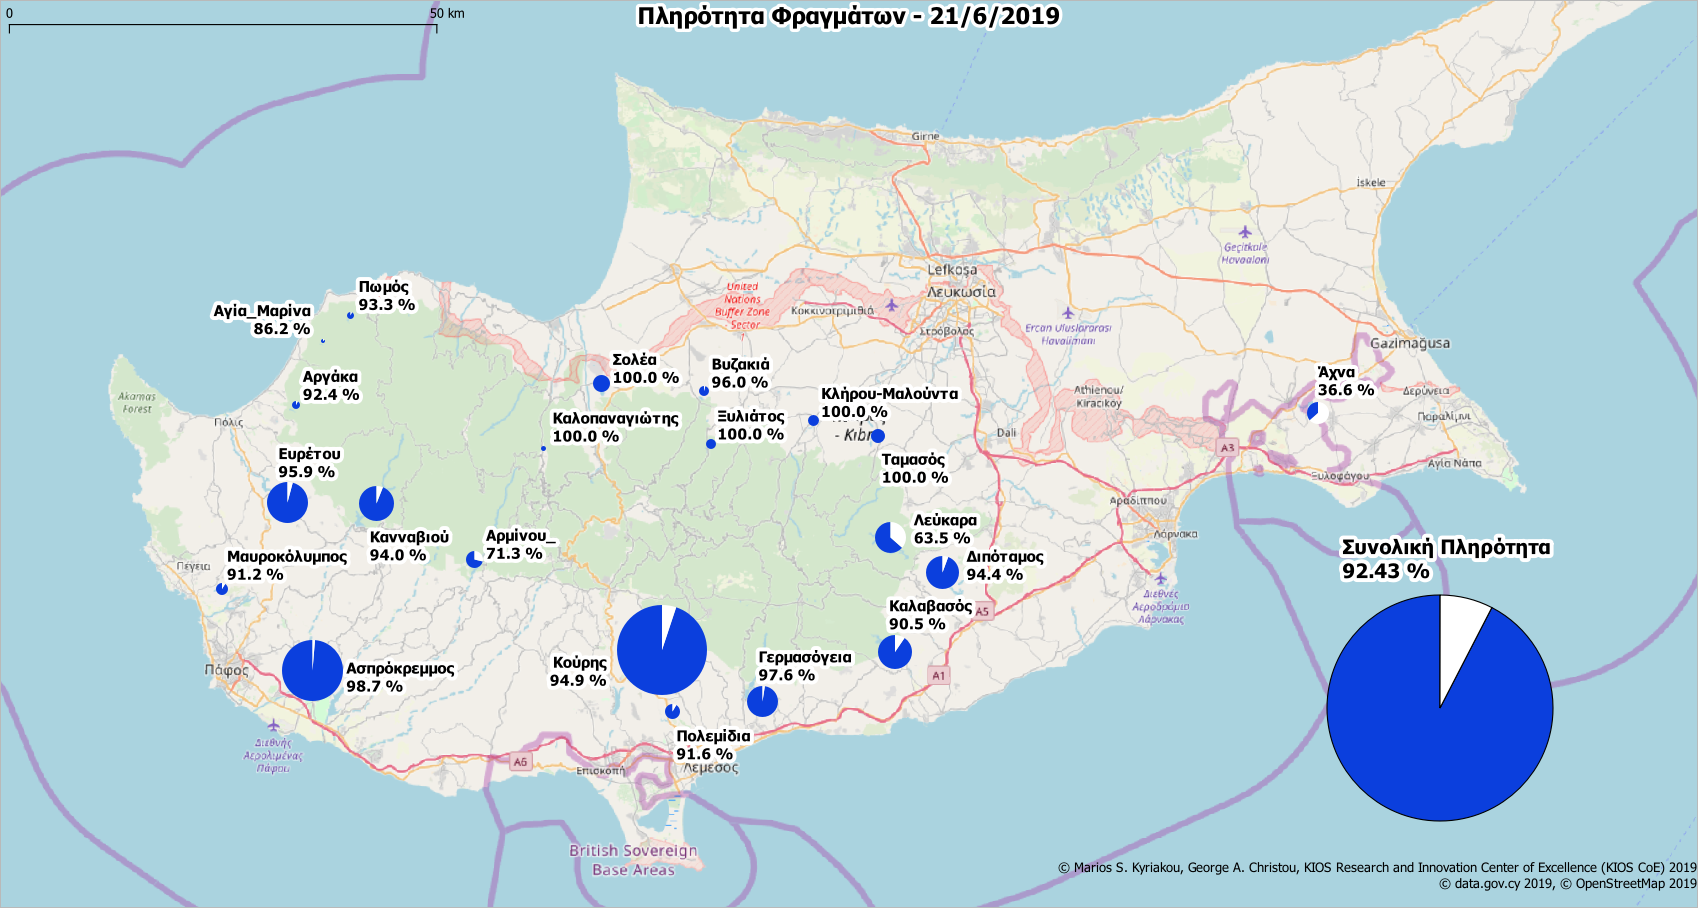 0
50 km
Πληρότητα Φραγμάτων - 21/6/2019
Girne
İskele
Geçitkale
Havaalanı
Lefkoşa
Λευκωσία
Πωμός
93.3 %
United
Nations
Buffer Zone
Sector
Κοκκινοτριμιθιά
Αγία_Μαρίνα
86.2 %
Στρόβολος
Ercan Uluslararası
Havalimanı
Gazimağusa
Σολέα
100.0 %
Βυζακιά
96.0 %
Άχνα
36.6 %
Αργάκα
92.4 %
Akamas
Forest
Κλήρου-Μαλούντα
100.0 %
Athienou/
Kiracıköy
Δερύνεια
Πόλις
Καλοπαναγιώτης
100.0 %
Ξυλιάτος
100.0 %
- Kıbrıs
Dali
Παραλίμνι
A3
Ευρέτου
95.9 %
Ταμασός
100.0 %
Αγία Νάπα
Ξυλοφάγου
Αραδίππου
Λάρνακα
Κανναβιού
94.0 %
Αρμίνου_
71.3 %
Λεύκαρα
63.5 %
Συνολική Πληρότητα
92.43 %
Μαυροκόλυμπος
91.2 %
Πέγεια
Διπόταμος
94.4 %
Διεθνές
Αεροδρόμιο
Λάρνακας
Καλαβασός
90.5 %
A5
Πάφος
Ασπρόκρεμμος
98.7 %
Κούρης
94.9 %
Γερμασόγεια
97.6 %
A1
Διεθνής
Αερολιμένας
Πάφου
Πολεμίδια
91.6 %
A6
Επισκοπή
Λεμεσός
British Sovereign
Base Areas
© Marios S. Kyriakou, George A. Christou, KIOS Research and Innovation Center of Excellence (KIOS CoE) 2019
© data.gov.cy 2019, © OpenStreetMap 2019